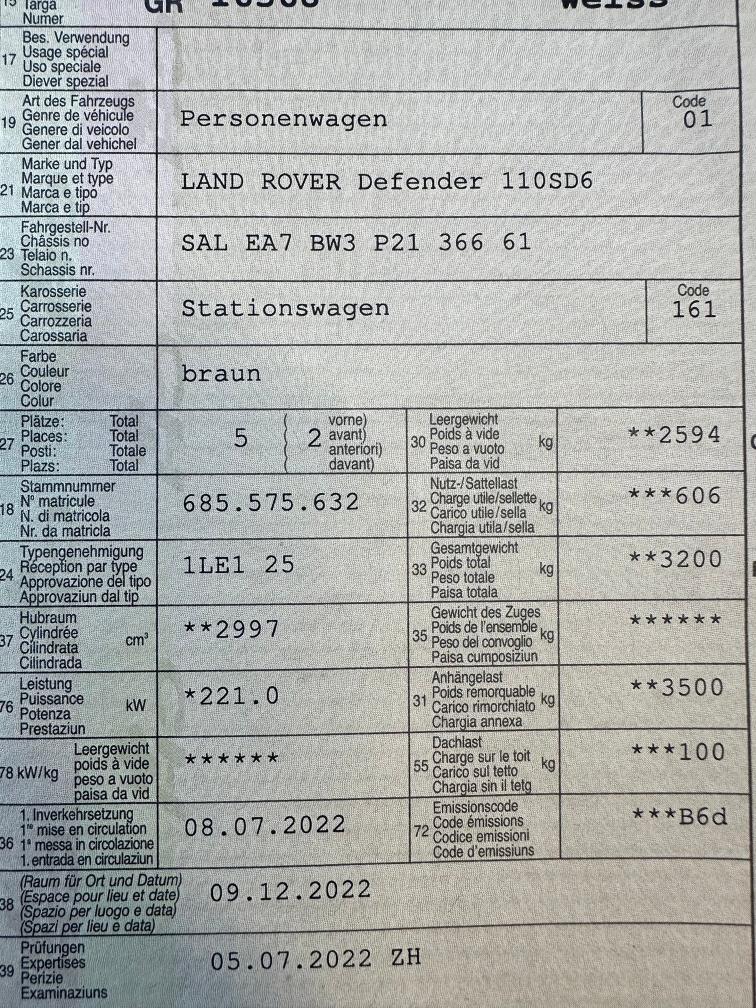 15 Targa
Numer
GR
weiss
17 Bes. Verwendung
Usage spécial
Uso speciale
Diever spezial
19 Art des Fahrzeugs
Genre de véhicule
Genere di veicolo
Gener dal vehichel
Personenwagen
Code
01
21 Marke und Typ
Marque et type
Marca e tipo
Marca e tip
LAND ROVER Defender 110SD6
23 Fahrgestell-Nr.
Châssis no
Telaio n.
Schassis nr.
SAL EA7 BW3 P21 366 61
25 Karosserie
Carrosserie
Carrozzeria
Carossaria
Stationswagen
Code
161
26 Farbe
Couleur
Colore
Colur
braun
27 Plätze: Total
Places: Total
Posti: Totale
Plazs: Total
5 ( 2 vorne)
avant)
anteriori)
davant)
30 Leergewicht
Poids à vide
Peso a vuoto
Paisa da vid
kg
**2594
18 Stammnummer
N° matricule
N. di matricola
Nr. da matricla
685.575.632
32 Nutz-/Sattellast
Charge utile/sellette
Carico utile/sella
Chargia utila/sella
kg
***606
24 Typengenehmigung
Réception par type
Approvazione del tipo
Approvaziun dal tip
1LE1 25
33 Gesamtgewicht
Poids total
Peso totale
Paisa totala
kg
**3200
37 Hubraum
Cylindrée
Cilindrata
Cilindrada
cm³
**2997
35 Gewicht des Zuges
Poids de l'ensemble
Peso del convoglio
Paisa cumposiziun
kg
******
76 Leistung
Puissance
Potenza
Prestaziun
kW
*221.0
31 Anhängelast
Poids remorquable
Carico rimorchiato
Chargia annexa
kg
**3500
78 kW/kg
Leergewicht
poids à vide
peso a vuoto
paisa da vid
******
55 Dachlast
Charge sur le toit
Carico sul tetto
Chargia sin il tetg
kg
***100
36 1. Inverkehrsetzung
1re mise en circulation
1a messa in circolazione
1. entrada en circulaziun
08.07.2022
72 Emissionscode
Code émissions
Codice emissioni
Code d'emissiuns
***B6d
38 (Raum für Ort und Datum)
(Espace pour lieu et date)
(Spazio per luogo e data)
(Spazi per lieu e data)
09.12.2022
39 Prüfungen
Expertises
Perizie
Examinaziuns
05.07.2022 ZH